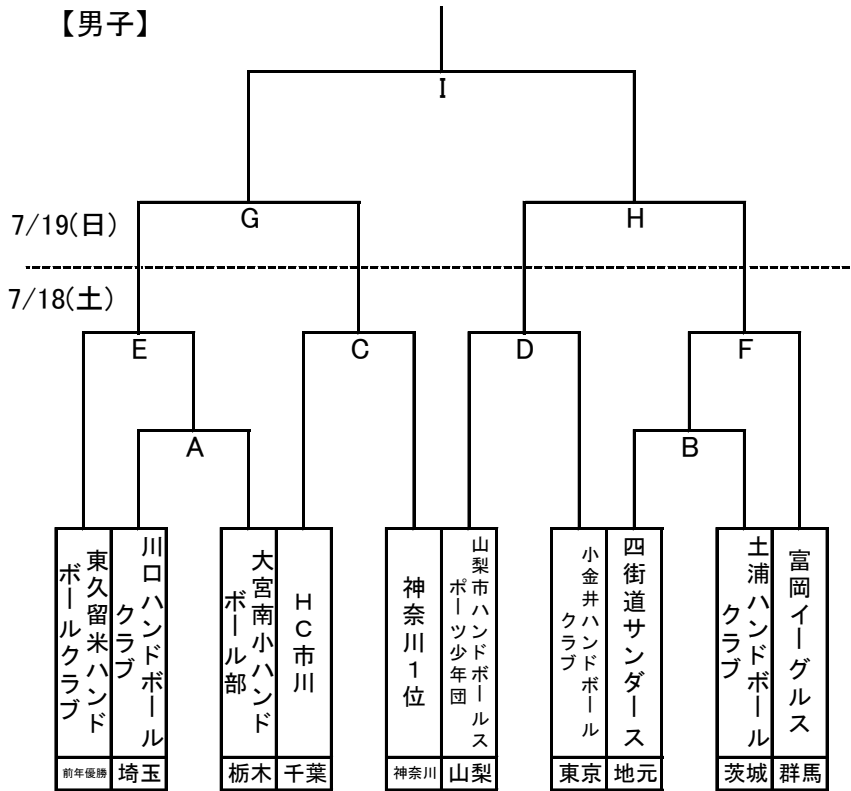 【男子】
I
7/19(日)
G
H
7/18(土)
E
C
D
F
A
B
東久留米ハンド
ボールクラブ
川口ハンドボール
クラブ
大宮南小ハンド
ボール部
HC市川
神奈川1位
山梨市ハンドボールス
ポーツ少年団
小金井ハンドボール
クラブ
四街道サンダース
土浦ハンドボール
クラブ
富岡イーグルス
前年優勝
埼玉
栃木
千葉
神奈川
山梨
東京
地元
茨城
群馬